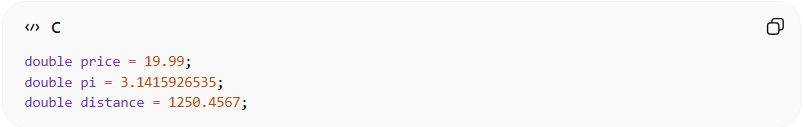 </> C
double price = 19.99;
double pi = 3.1415926535;
double distance = 1250.4567;